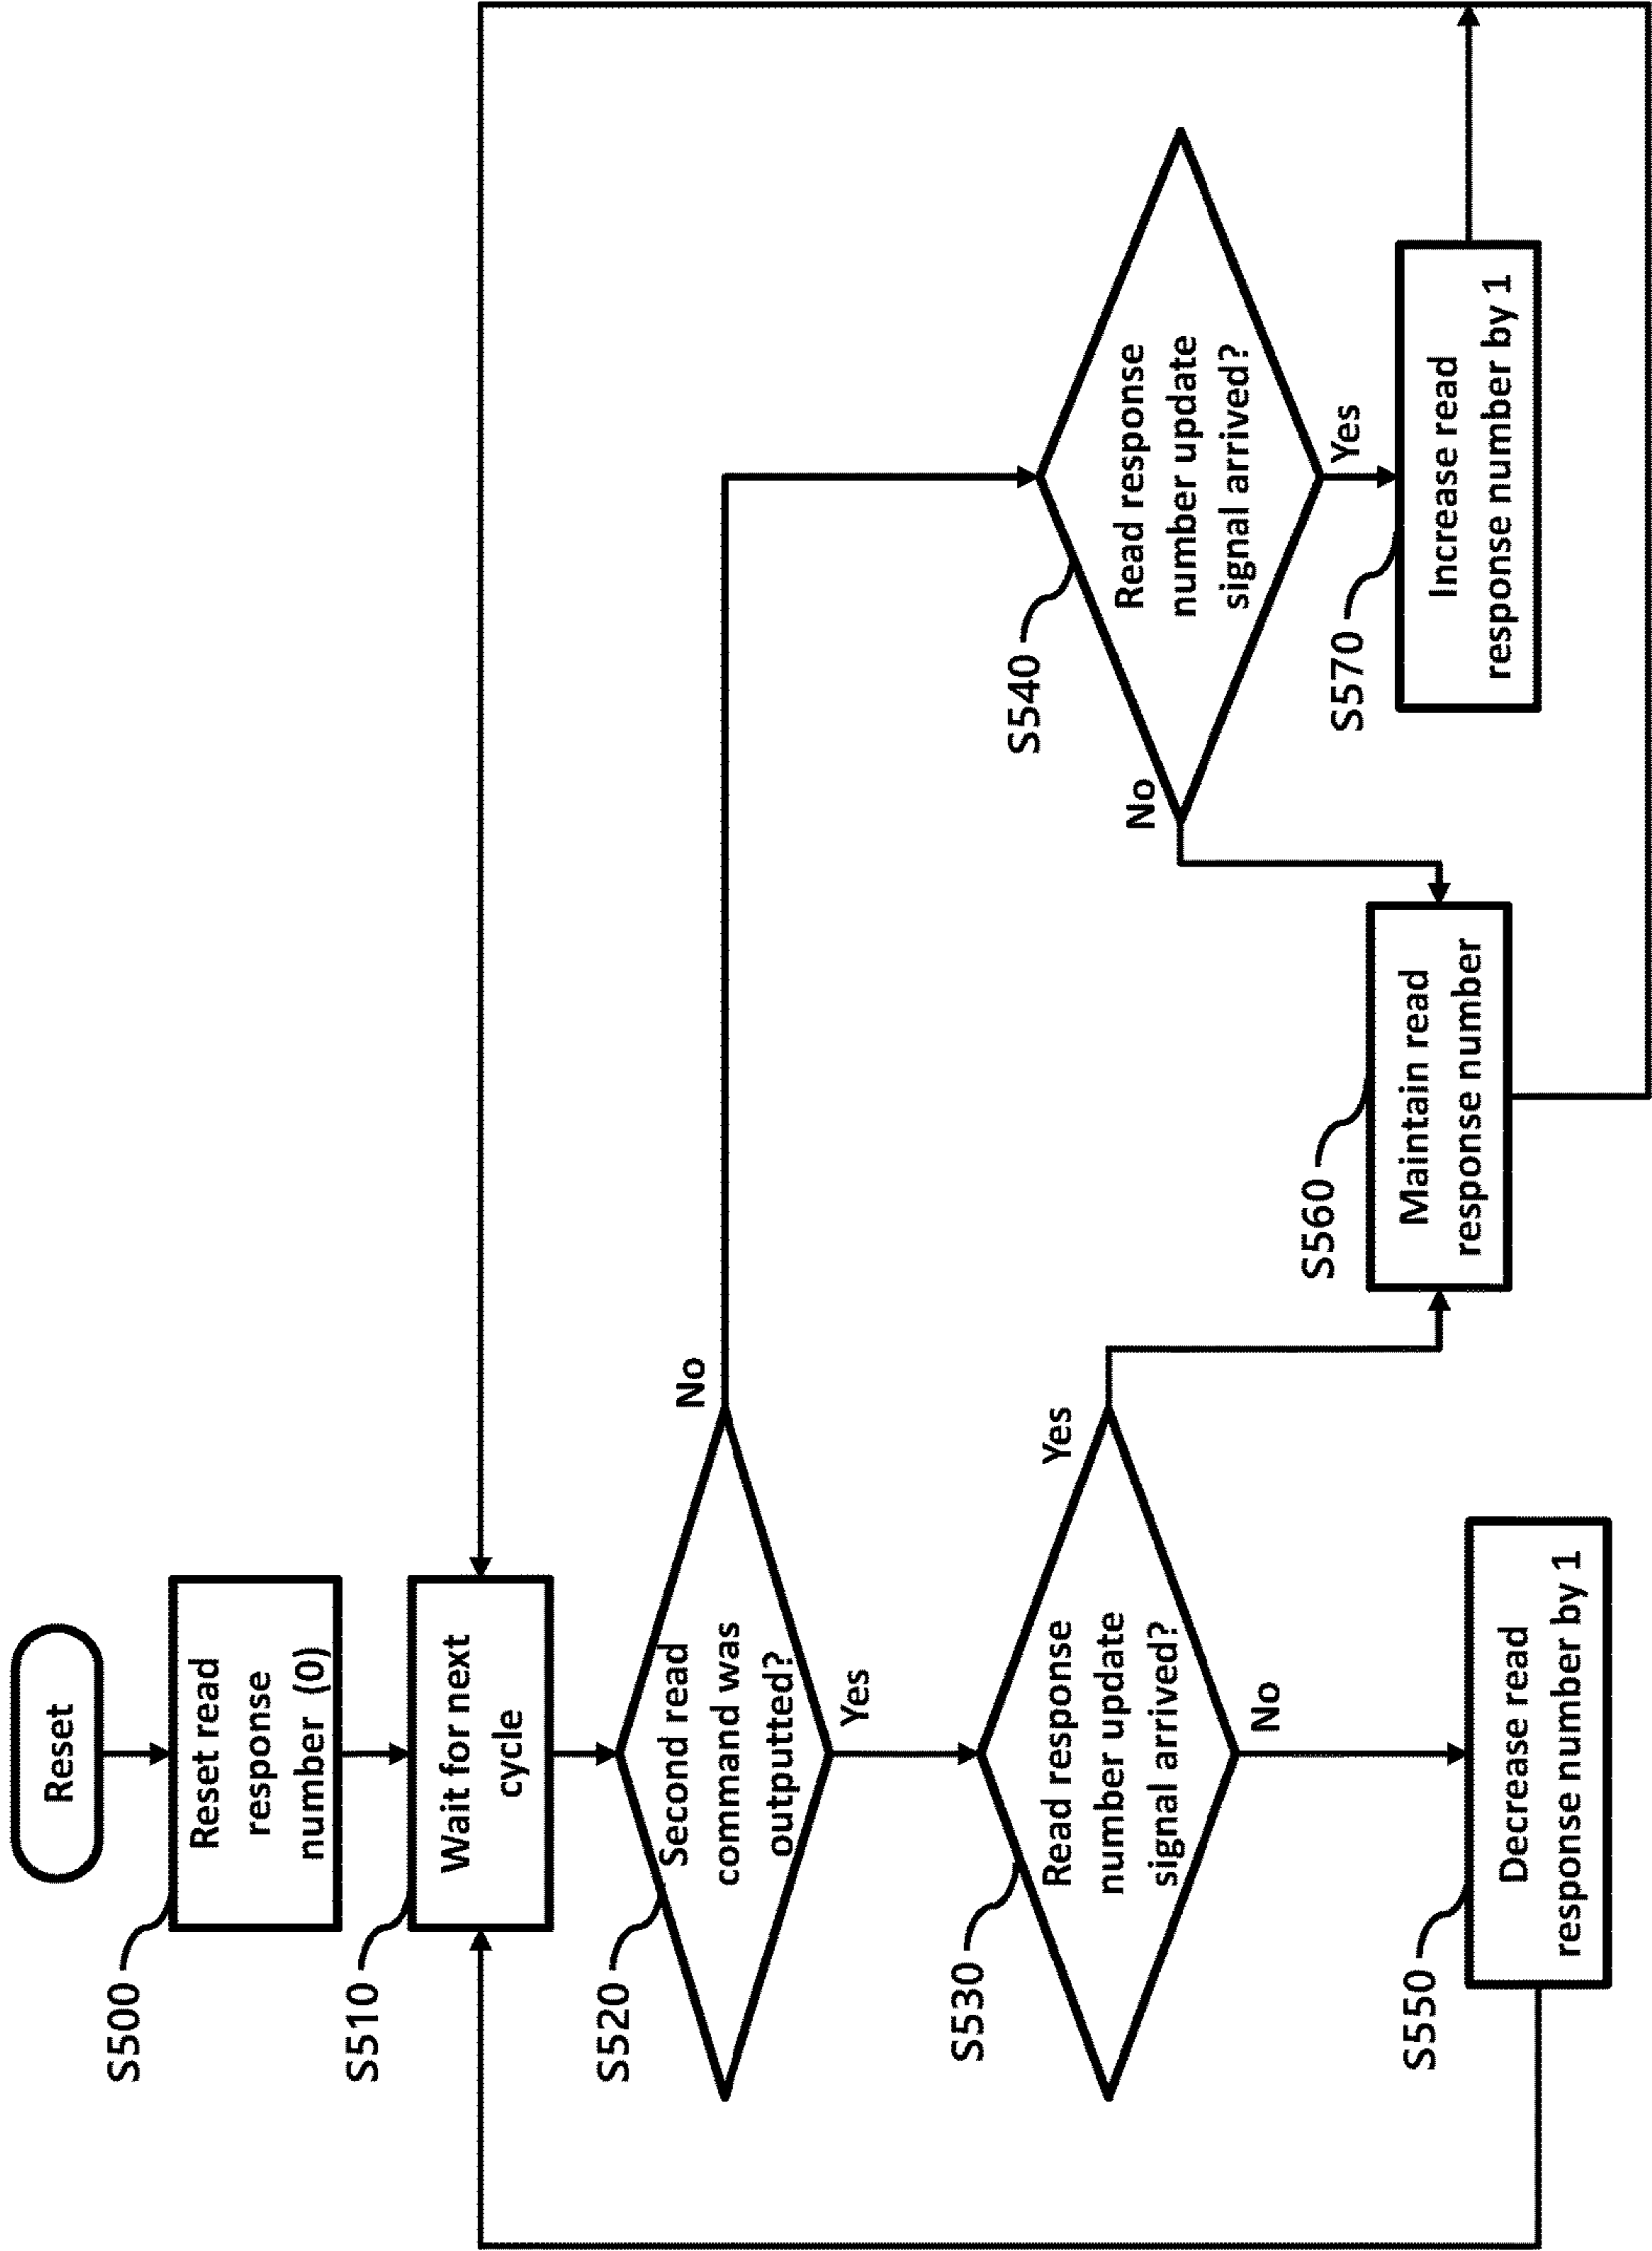 Reset
S500
Reset read
response
number (0)
S510
Wait for next
cycle
S520
Second read
command was
outputted?
No
Yes
S530
Read response
number update
signal arrived?
Yes
No
S540
Read response
number update
signal arrived?
No
Yes
S550
Decrease read
response number by 1
S560
Maintain read
response number
S570
Increase read
response number by 1